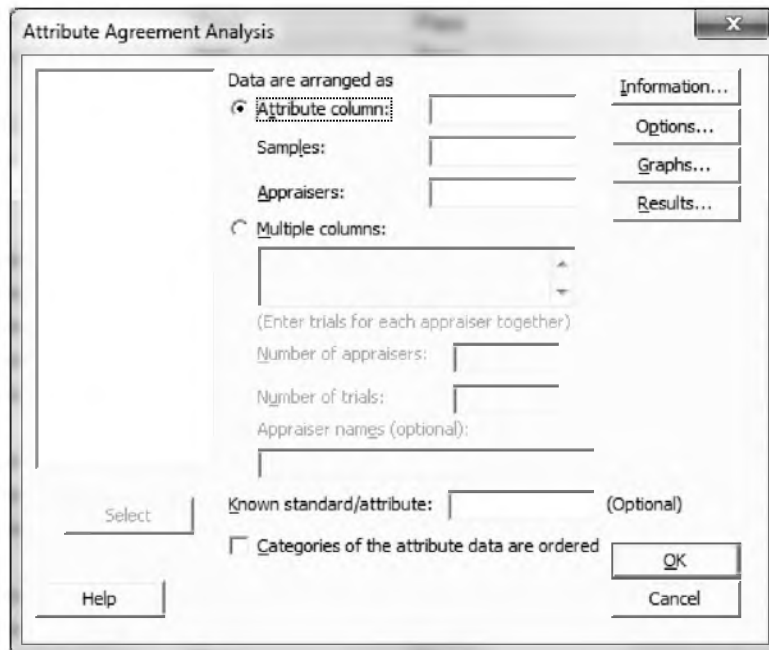 Attribute Agreement Analysis
x
Data are arranged as
Attribute column:
Information...
Options...
Samples:
Graphs...
Appraisers:
Results...
Multiple columns:
(Enter trials for each appraiser together)
Number of appraisers:
Number of trials:
Appraiser names (optional):
Known standard/attribute:
(Optional)
Select
Categories of the attribute data are ordered
OK
Help
Cancel